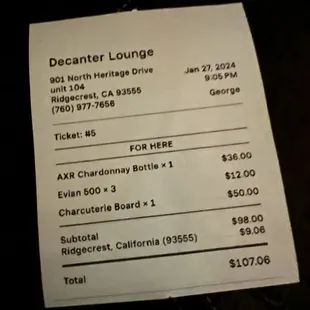 Decanter Lounge
901 North Heritage Drive
unit 104
Ridgecrest, CA 93555
(760) 977-7656
Jan 27, 2024
9:05 PM
George
Ticket: #5
FOR HERE
AXR Chardonnay Bottle × 1 $36.00
Evian 500 × 3 $12.00
Charcuterie Board × 1 $50.00
Subtotal $98.00
Ridgecrest, California (93555) $9.06
Total $107.06